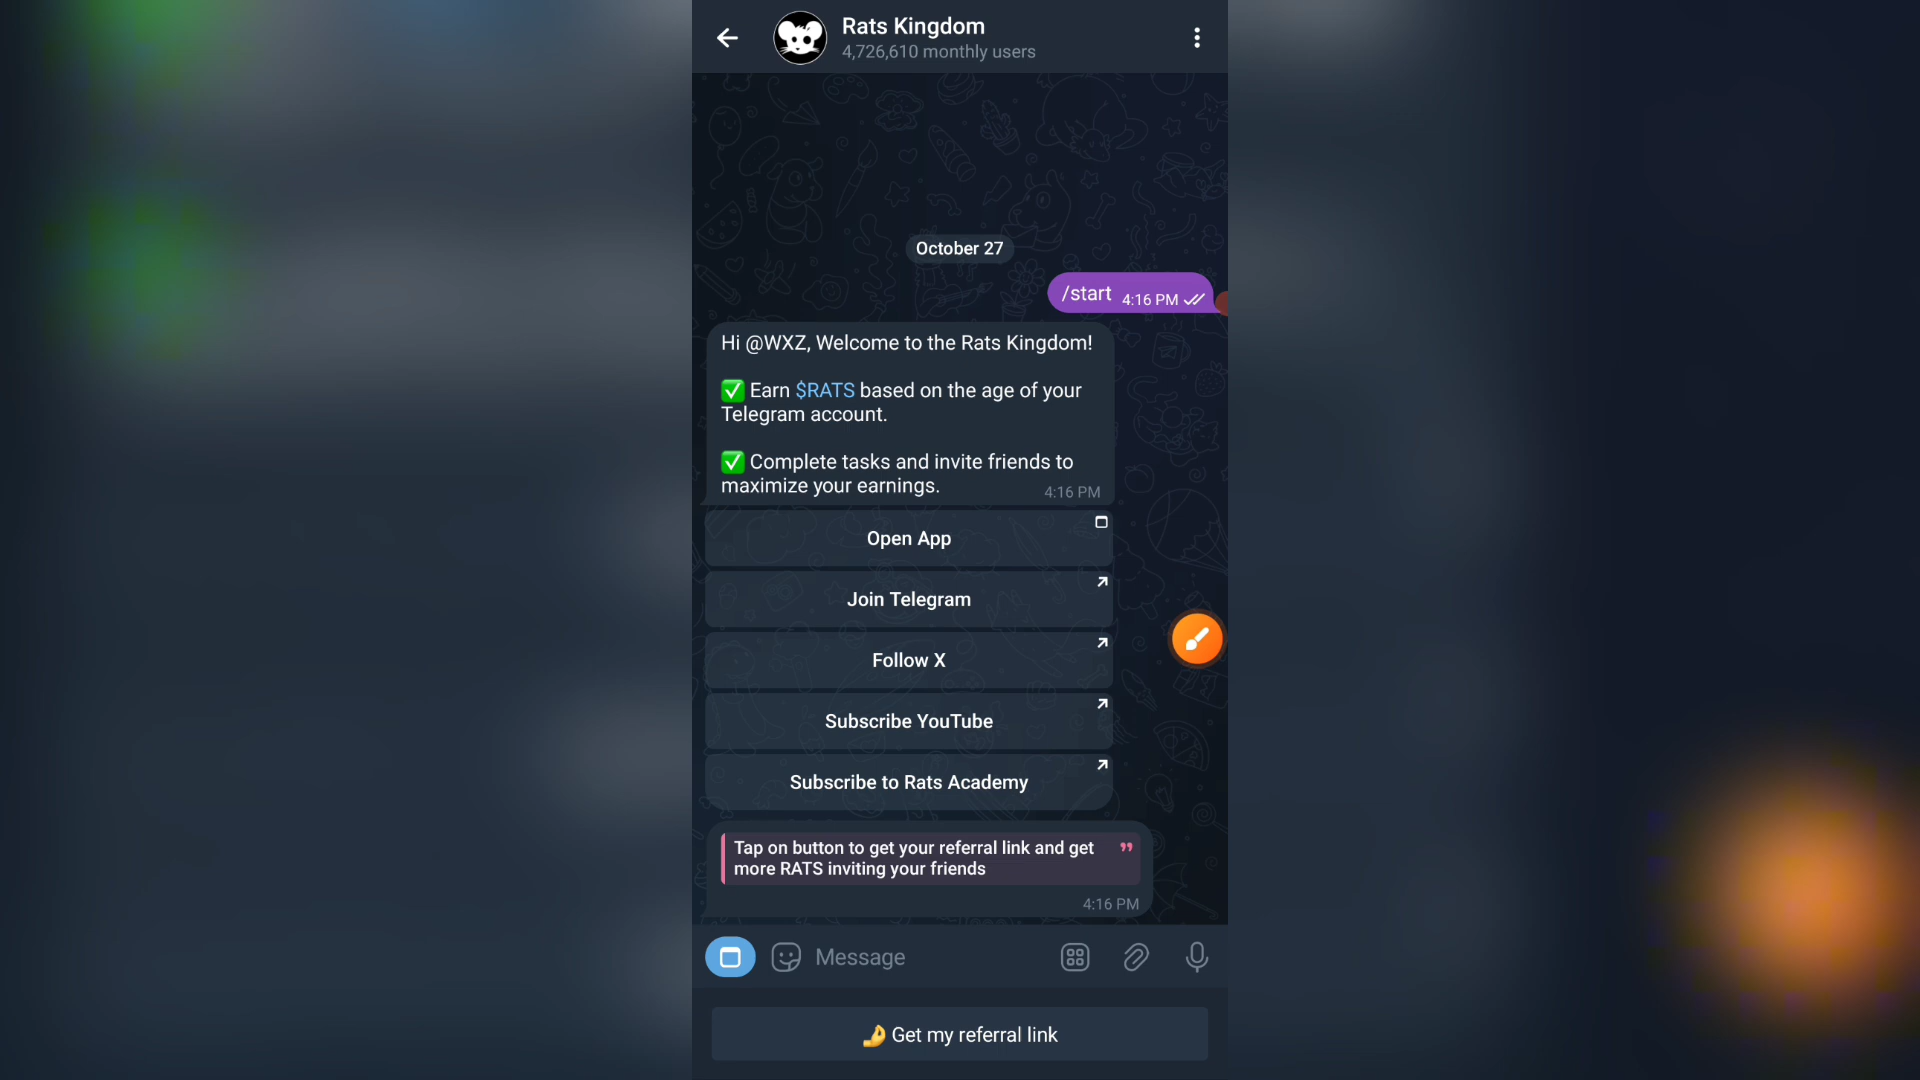 Rats Kingdom
4,726,610 monthly users
October 27
/start 4:16 PM
Hi @WXZ, Welcome to the Rats Kingdom!
✅ Earn $RATS based on the age of your
Telegram account.
✅ Complete tasks and invite friends to
maximize your earnings. 4:16 PM
Open App
Join Telegram
Follow X
Subscribe YouTube
Subscribe to Rats Academy
Tap on button to get your referral link and get
more RATS inviting your friends
4:16 PM
Message
🤌 Get my referral link